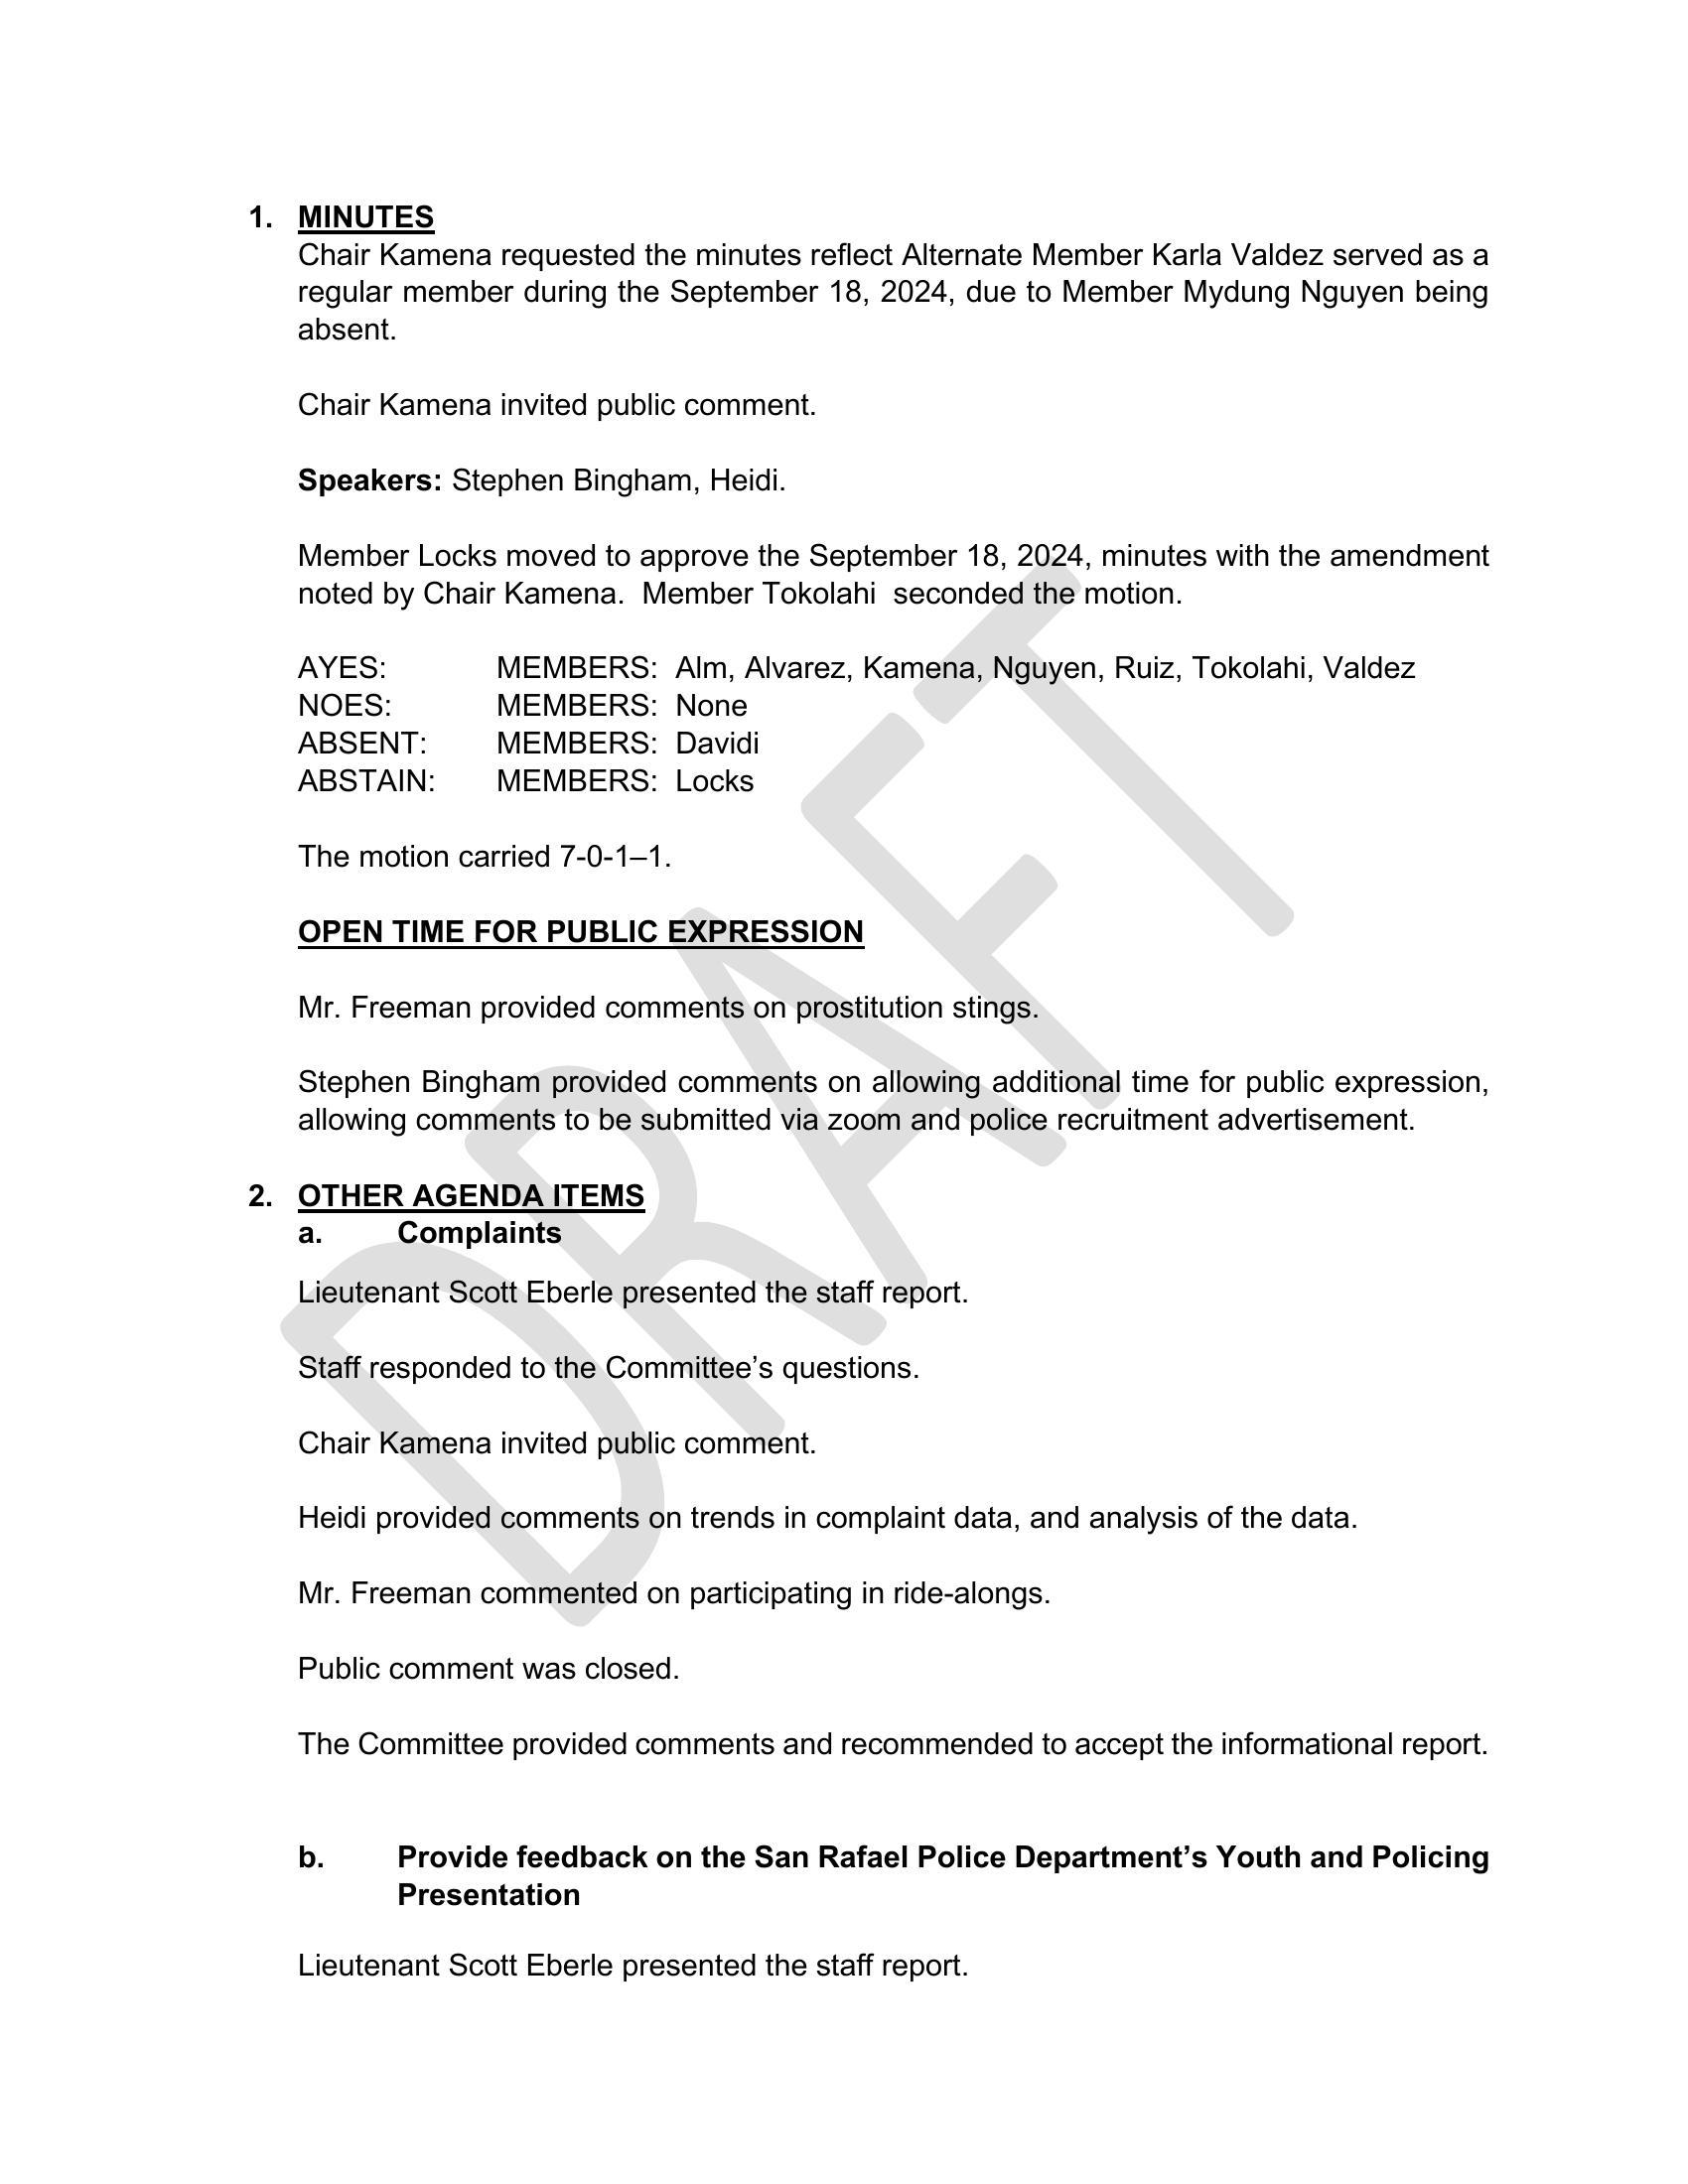 1. MINUTES
Chair Kamena requested the minutes reflect Alternate Member Karla Valdez served as a
regular member during the September 18, 2024, due to Member Mydung Nguyen being
absent.
Chair Kamena invited public comment.
Speakers: Stephen Bingham, Heidi.
Member Locks moved to approve the September 18, 2024, minutes with the amendment
noted by Chair Kamena.  Member Tokolahi  seconded the motion.
AYES: MEMBERS: Alm, Alvarez, Kamena, Nguyen, Ruiz, Tokolahi, Valdez
NOES: MEMBERS: None
ABSENT: MEMBERS: Davidi
ABSTAIN: MEMBERS: Locks
The motion carried 7-0-1–1.
OPEN TIME FOR PUBLIC EXPRESSION
Mr. Freeman provided comments on prostitution stings.
Stephen Bingham provided comments on allowing additional time for public expression,
allowing comments to be submitted via zoom and police recruitment advertisement.
2. OTHER AGENDA ITEMS
a. Complaints
Lieutenant Scott Eberle presented the staff report.
Staff responded to the Committee’s questions.
Chair Kamena invited public comment.
Heidi provided comments on trends in complaint data, and analysis of the data.
Mr. Freeman commented on participating in ride-alongs.
Public comment was closed.
The Committee provided comments and recommended to accept the informational report.
b. Provide feedback on the San Rafael Police Department’s Youth and Policing
Presentation
Lieutenant Scott Eberle presented the staff report.
DRAFT